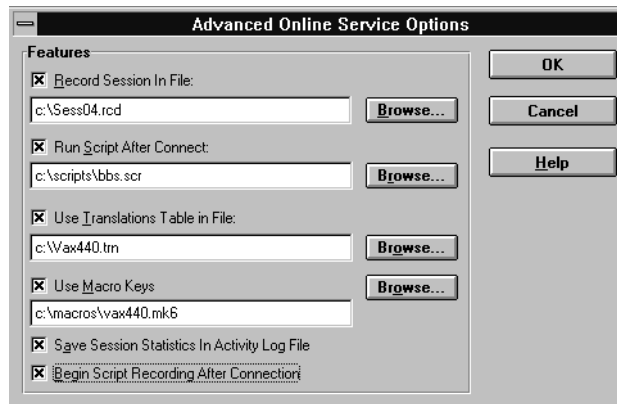 Advanced Online Service Options
Features
Record Session In File:
c:\Sess04.rcd
Browse...
Run Script After Connect:
c:\scripts\bbs.scr
Browse...
Use Translations Table in File:
c:\Vax440.trn
Browse...
Use Macro Keys
Browse...
c:\macros\vax440.mk6
Save Session Statistics In Activity Log File
Begin Script Recording After Connection
OK
Cancel
Help